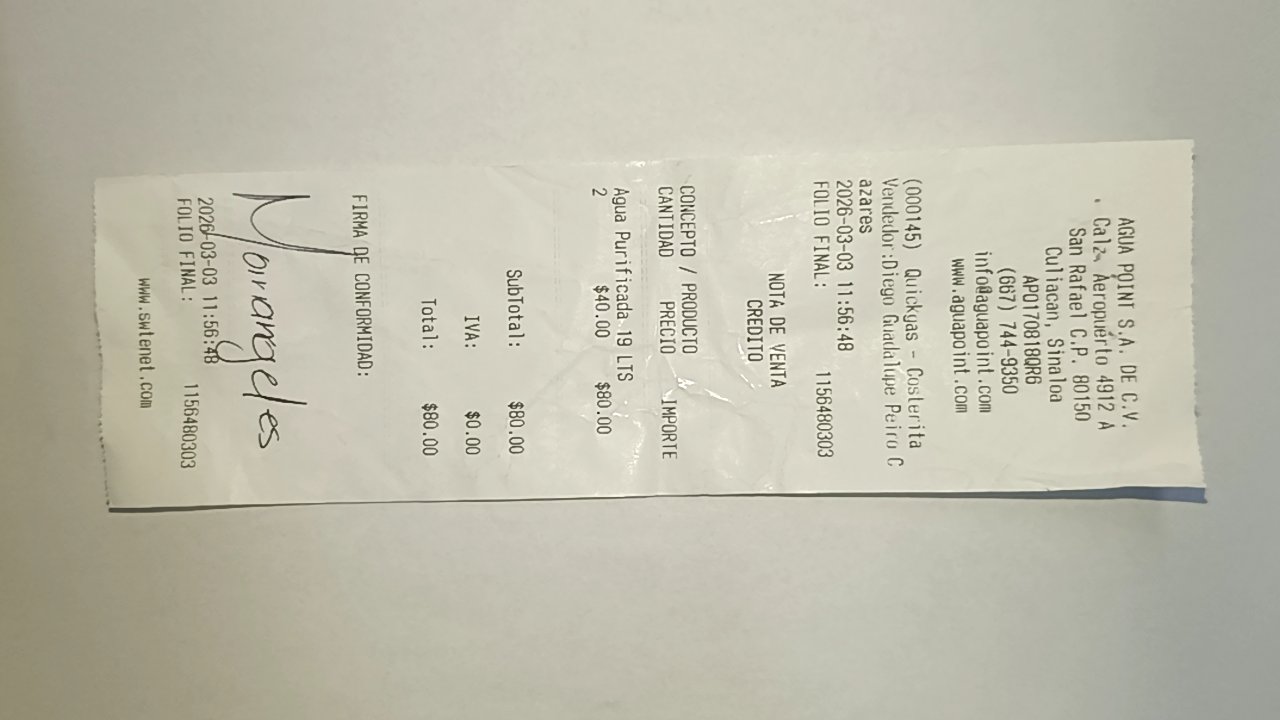 AGUA POINT S.A. DE C.V.
. Calz. Aeropuerto 4912 A
San Rafael C.P. 80150
Culiacan, Sinaloa
APO170818QR6
(667) 744-9350
info@aguapoint.com
www.aguapoint.com
(000145) Quickgas - Costerita
Vendedor:Diego Guadalupe Peiro C
azares
2026-03-03 11:56:48
FOLIO FINAL: 1156480303
NOTA DE VENTA
CREDITO
CONCEPTO / PRODUCTO
CANTIDAD PRECIO IMPORTE
Agua Purificada 19 LTS
2 $40.00 $80.00
SubTotal: $80.00
IVA: $0.00
Total: $80.00
FIRMA DE CONFORMIDAD:
Mariangeles
2026-03-03 11:56:48
FOLIO FINAL: 1156480303
www.swtenet.com